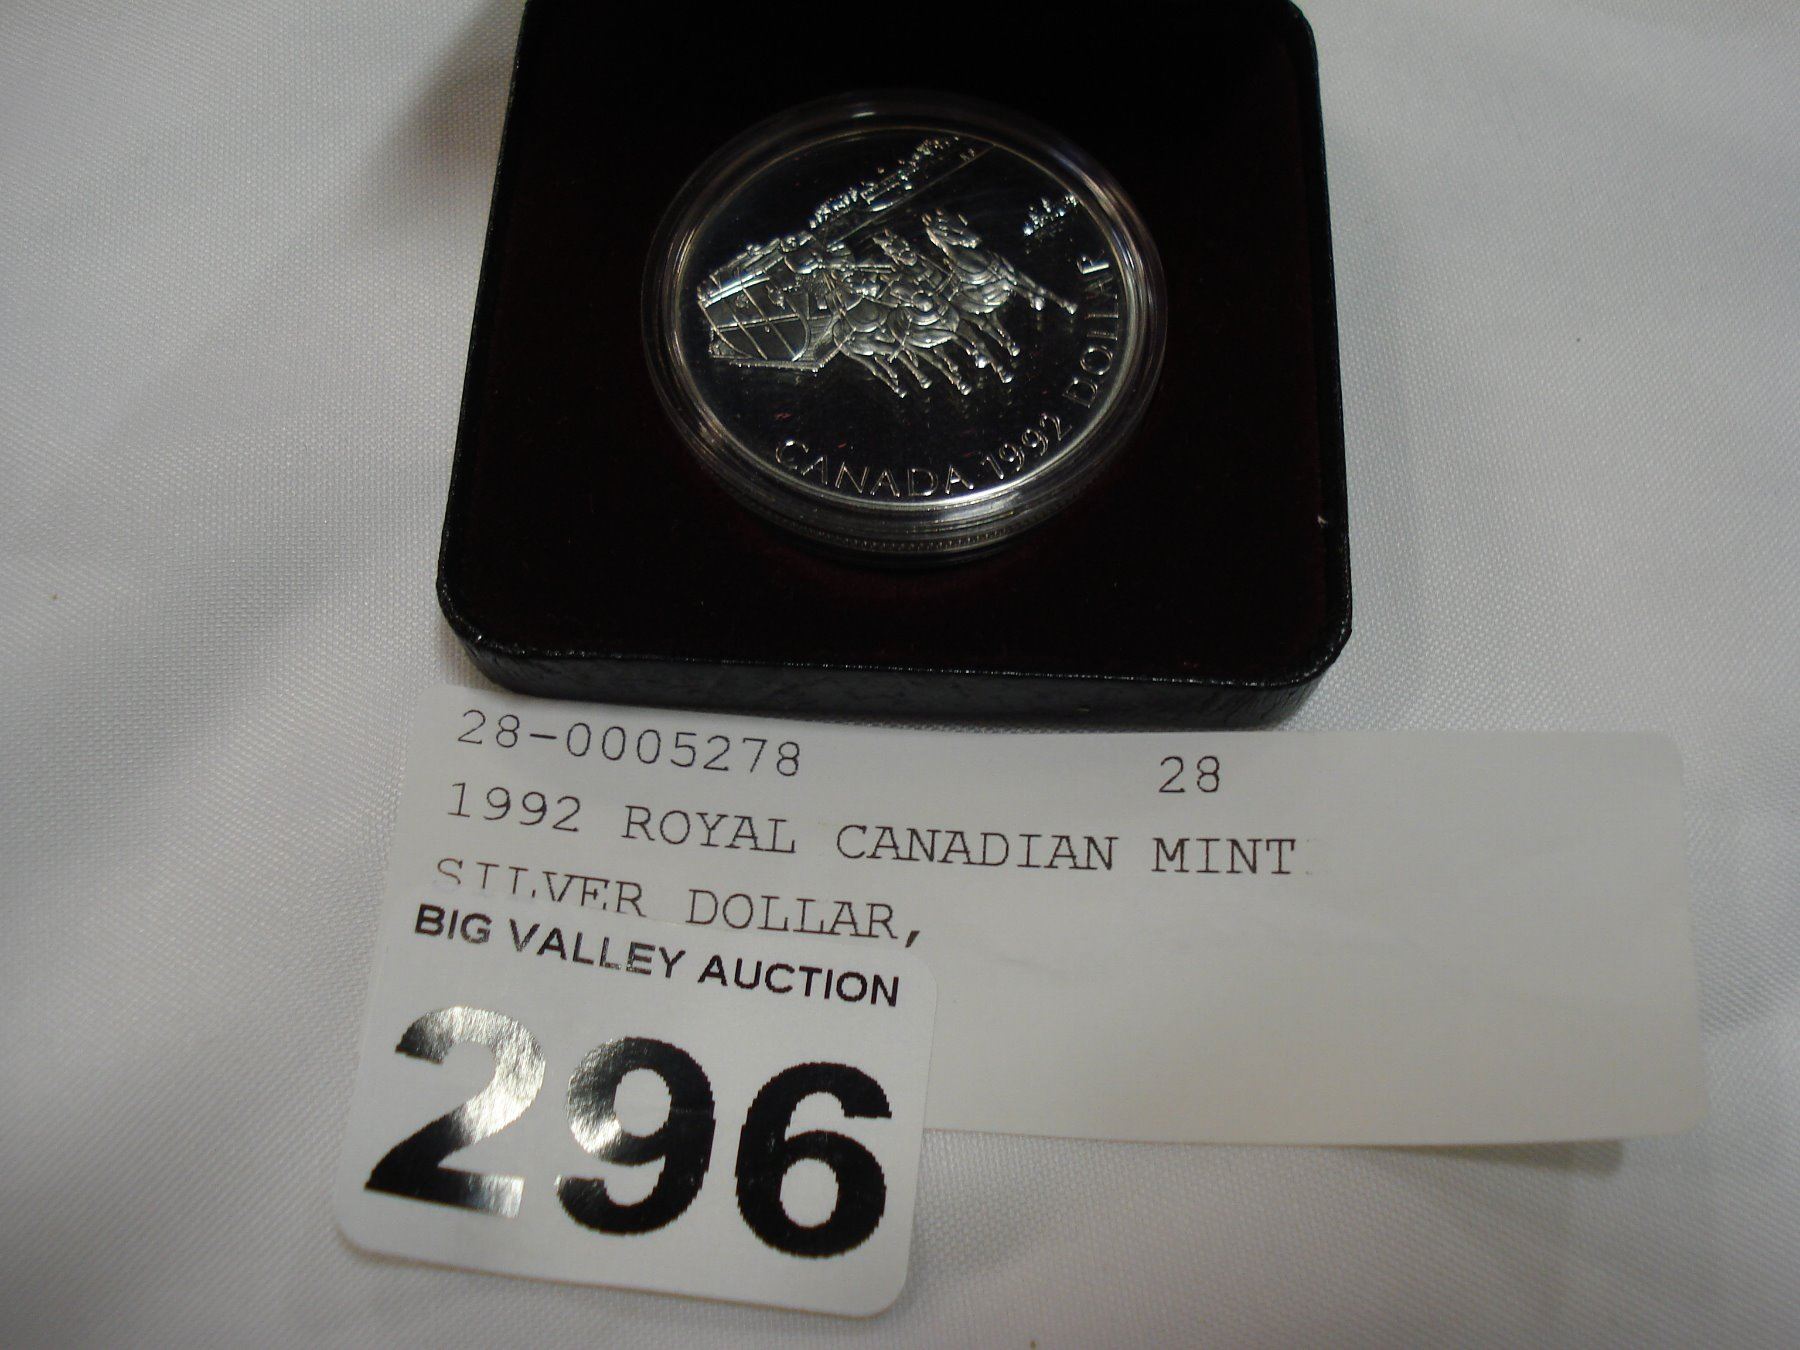 CANADA 1992 DOLLAR
28-0005278 28
1992 ROYAL CANADIAN MINT
SILVER DOLLAR,
BIG VALLEY AUCTION
296